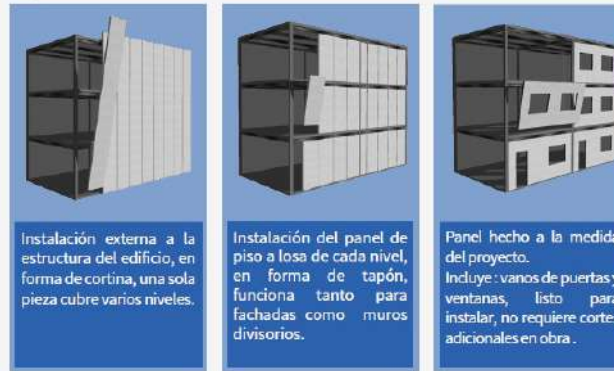 Instalación externa a la
estructura del edificio, en
forma de cortina, una sola
pieza cubre varios niveles.
Instalación del panel de
piso a losa de cada nivel,
en forma de tapón,
funciona tanto para
fachadas como muros
divisorios.
Panel hecho a la medida
del proyecto.
Incluye : vanos de puertas y
ventanas, listo para
instalar, no requiere cortes
adicionales en obra .